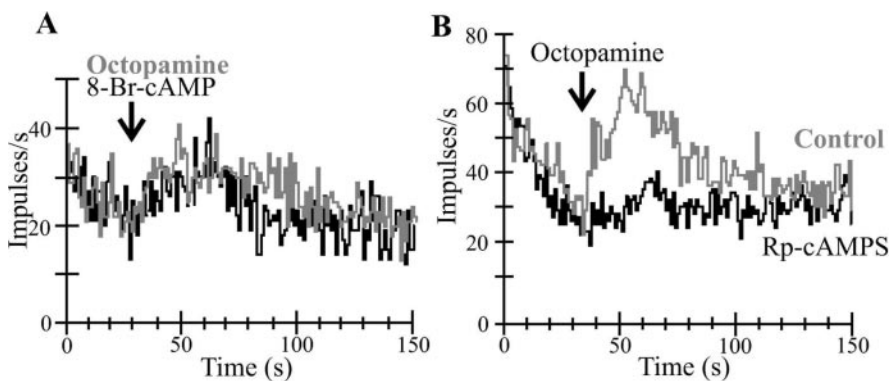 A
Octopamine
8-Br-cAMP
Impulses/s
40
20
0
0
50
100
150
Time (s)
B
Octopamine
Control
Rp-cAMPS
Impulses/s
80
60
40
20
0
0
50
100
150
Time (s)